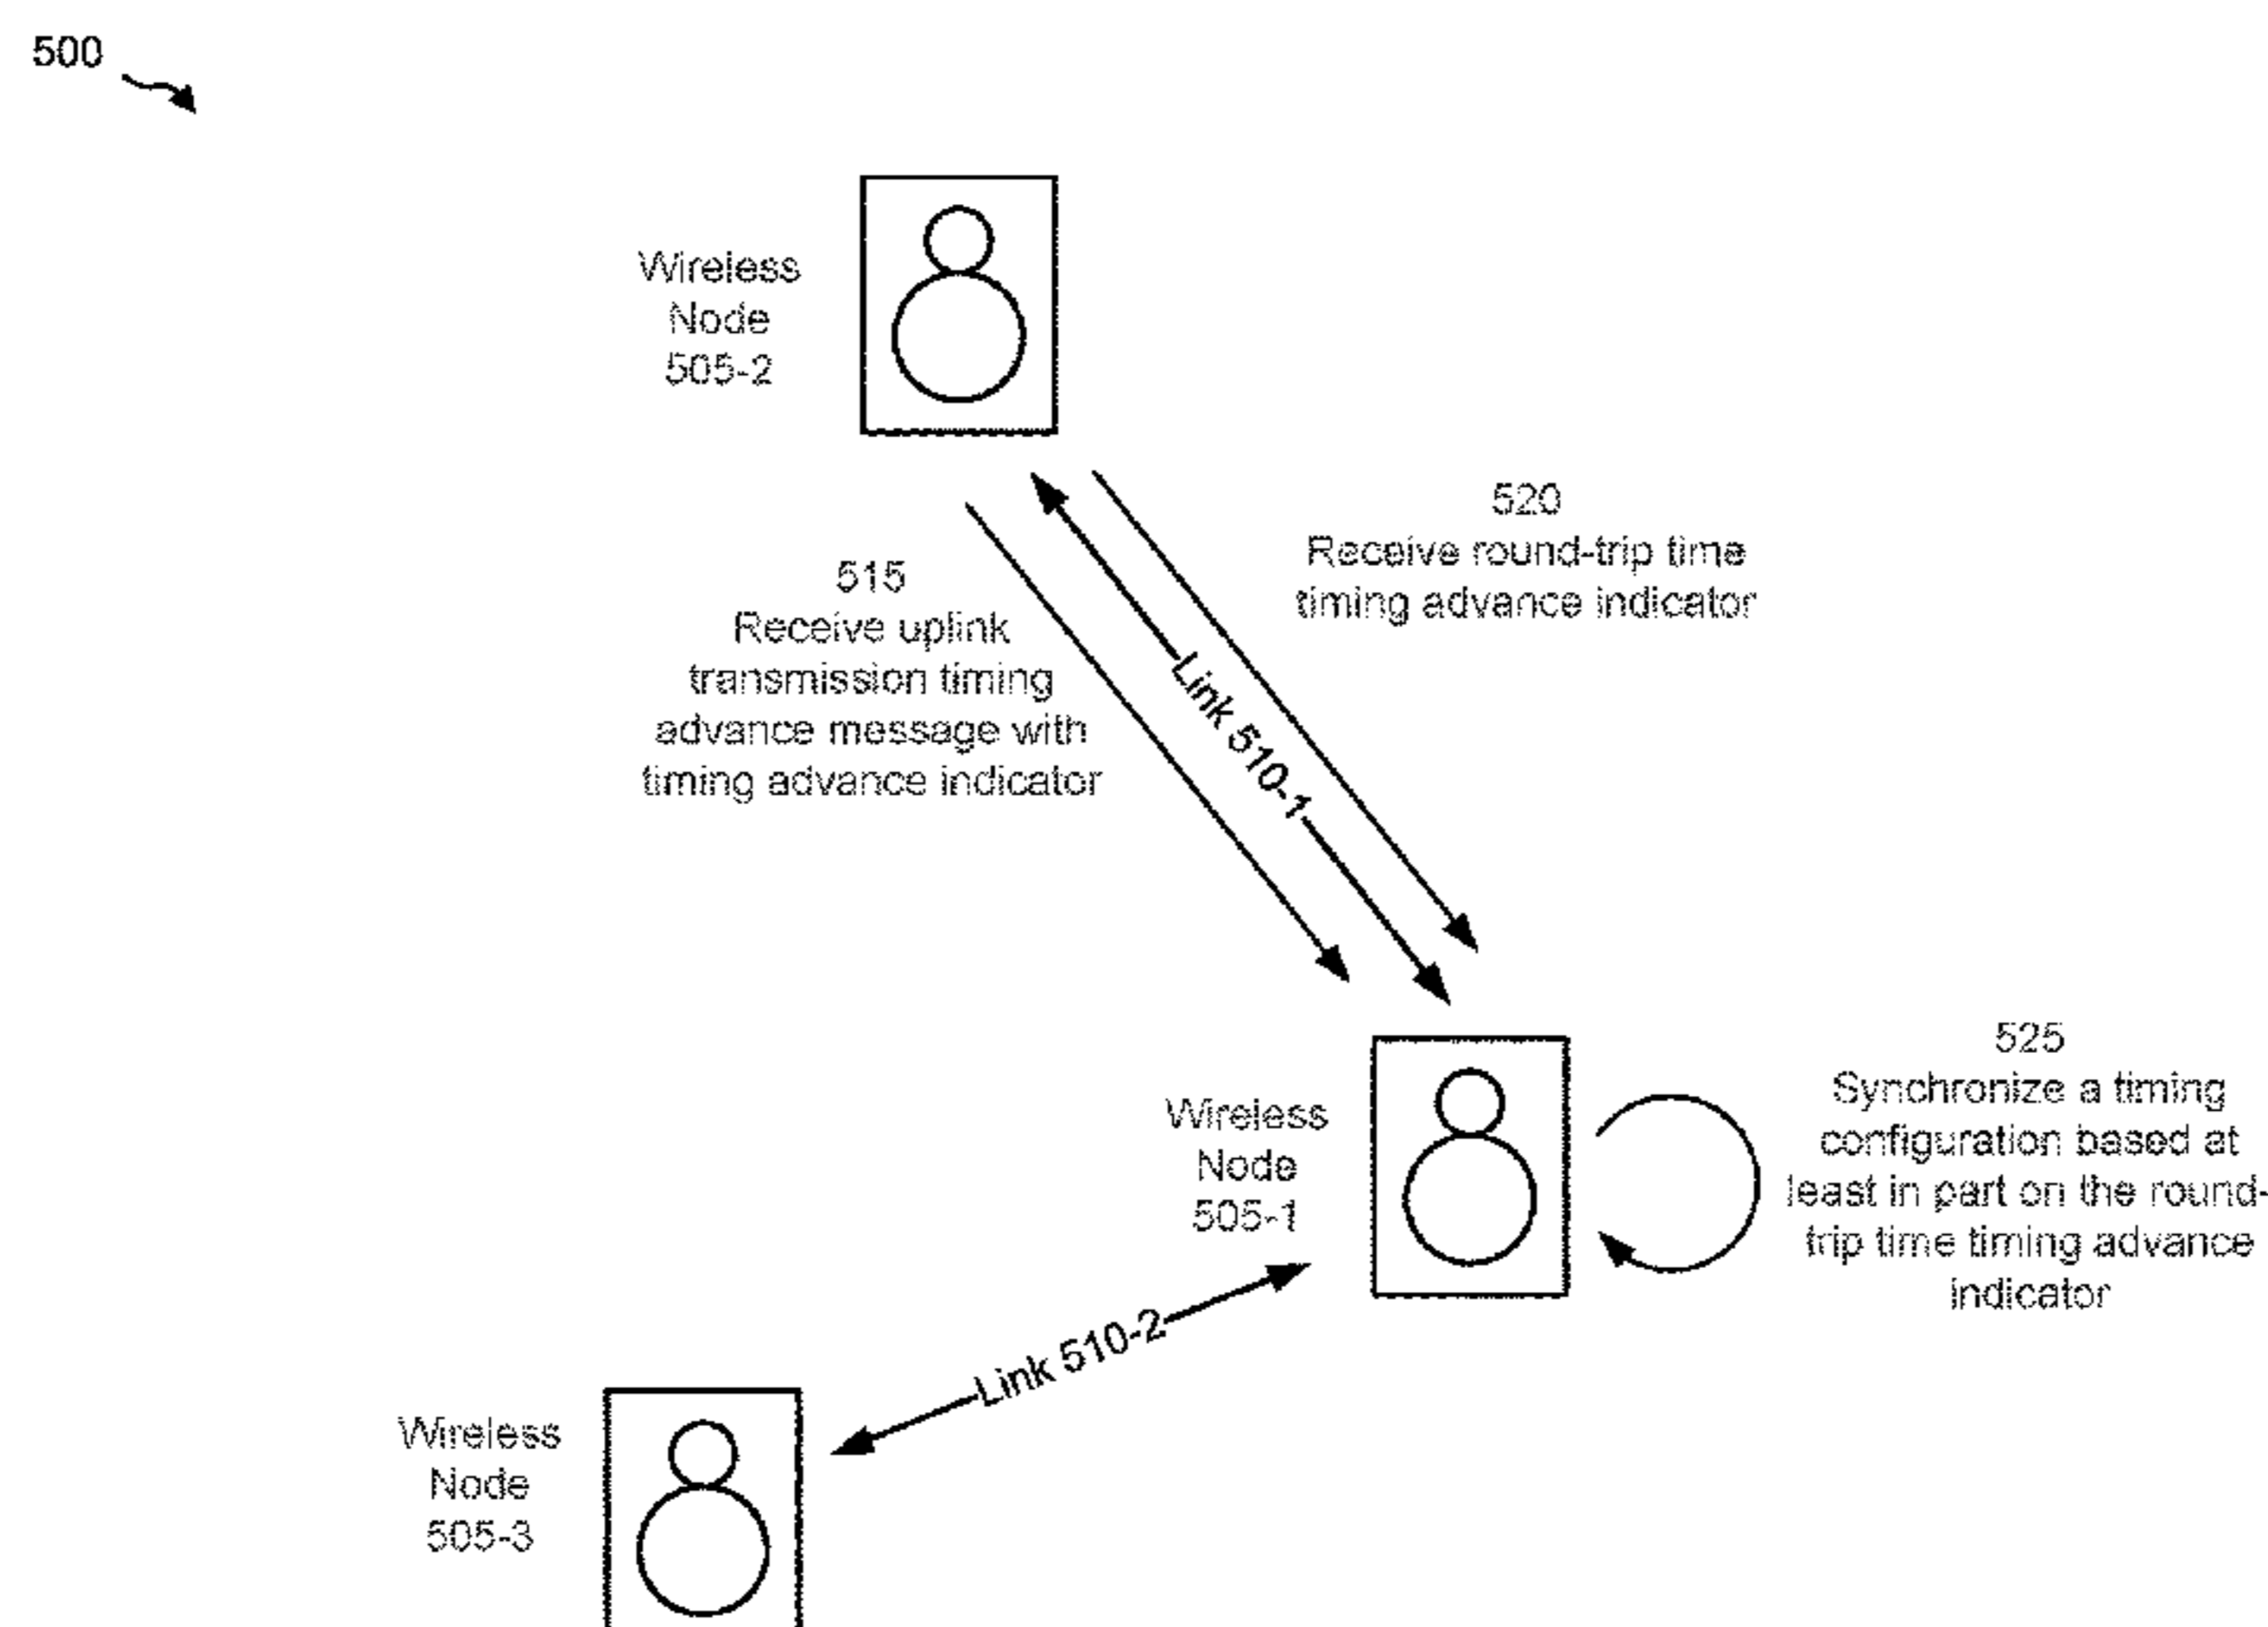 500
Wireless
Node
505-2
520
Receive round-trip time
timing advance indicator
515
Receive uplink
transmission timing
advance message with
timing advance indicator
Link 510-1
525
Synchronize a timing
configuration based at
least in part on the round-
trip time timing advance
indicator
Wireless
Node
505-1
Link 510-2
Wireless
Node
505-3